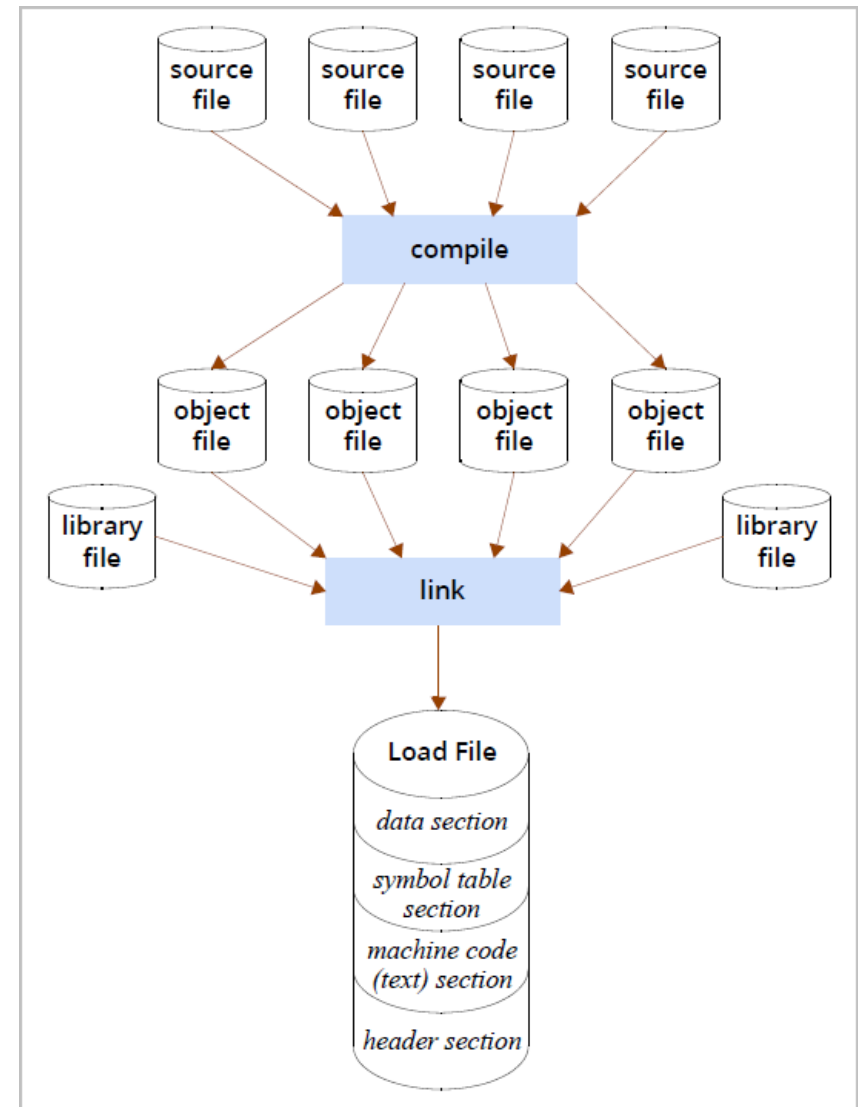 source
file
source
file
source
file
source
file
compile
object
file
object
file
object
file
object
file
library
file
library
file
link
Load File
data section
symbol table
section
machine code
(text) section
header section